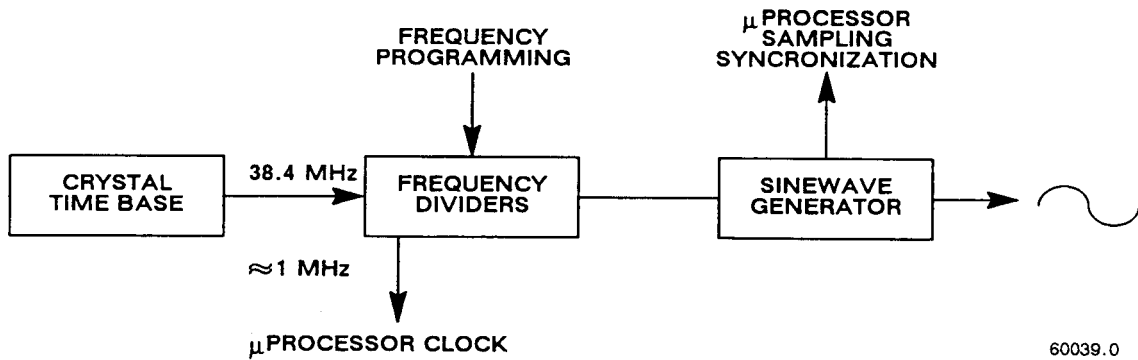 FREQUENCY
PROGRAMMING
μPROCESSOR
SAMPLING
SYNCRONIZATION
CRYSTAL
TIME BASE
38.4 MHz
FREQUENCY
DIVIDERS
SINEWAVE
GENERATOR
≈1 MHz
μPROCESSOR CLOCK
60039.0